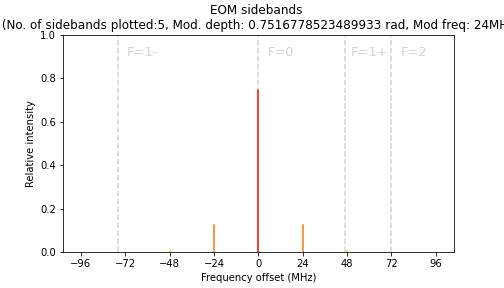 EOM sidebands
(No. of sidebands plotted:5, Mod. depth: 0.7516778523489933 rad, Mod freq: 24MH
F=1- F=0 F=1+ F=2
1.0
0.8
0.6
0.4
0.2
0.0
Relative intensity
−96 −72 −48 −24 0 24 48 72 96
Frequency offset (MHz)